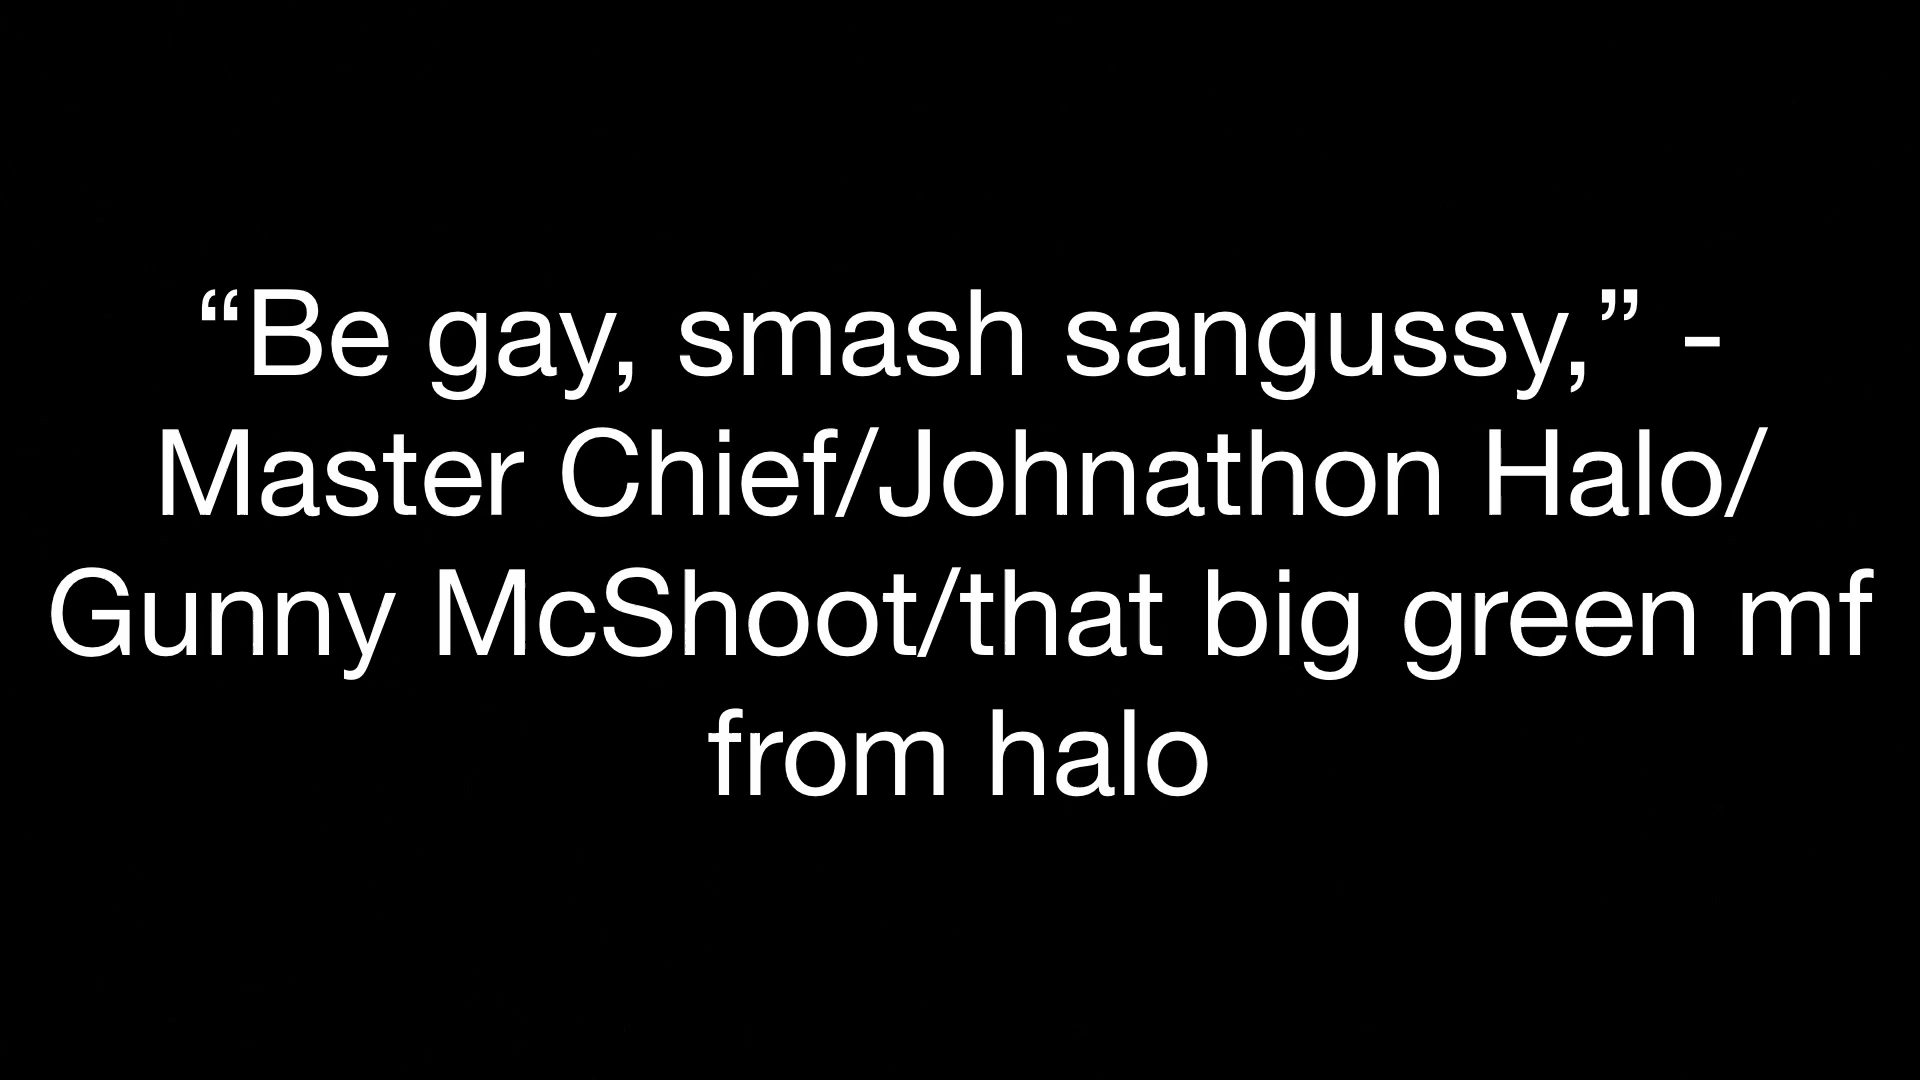 “Be gay, smash sangussy,” -
Master Chief/Johnathon Halo/
Gunny McShoot/that big green mf
from halo